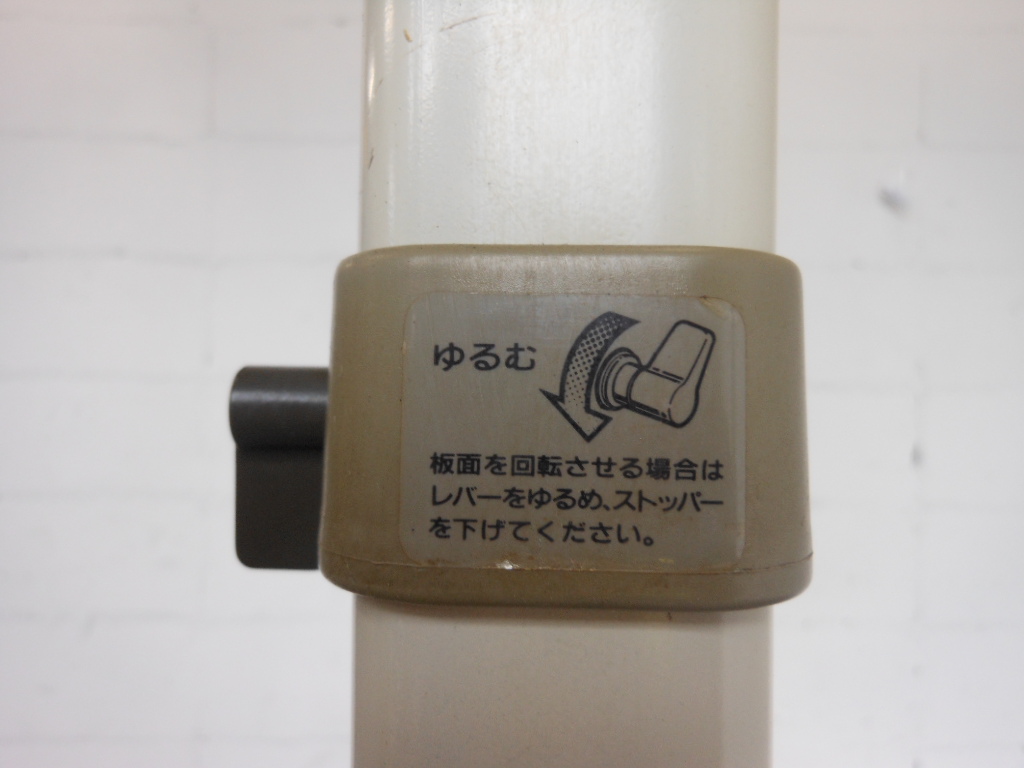 ゆるむ
板面を回転させる場合は
レバーをゆるめ、ストッパー
を下げてください。